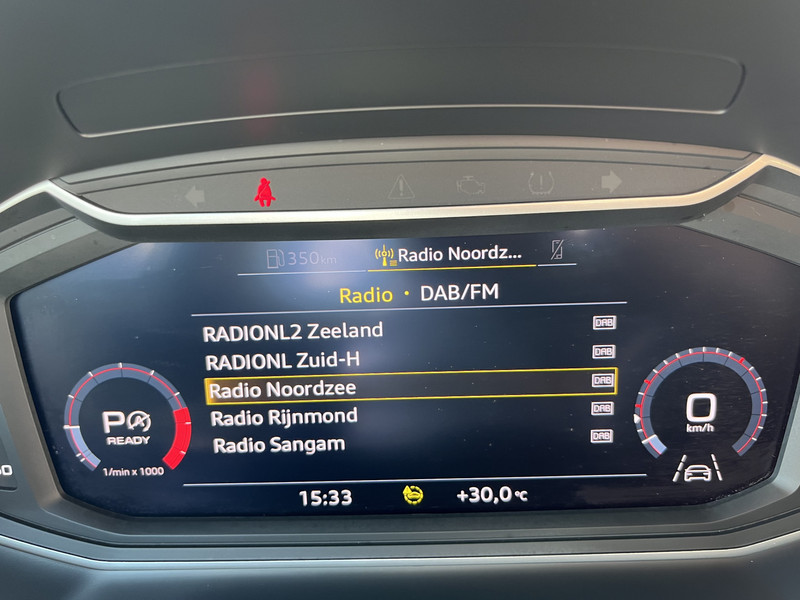 350km
Radio Noordz...
Radio • DAB/FM
RADIONL2 Zeeland DAB
RADIONL Zuid-H DAB
Radio Noordzee DAB
Radio Rijnmond DAB
Radio Sangam DAB
P
READY
1/min x 1000
0
km/h
15:33
+30,0°C